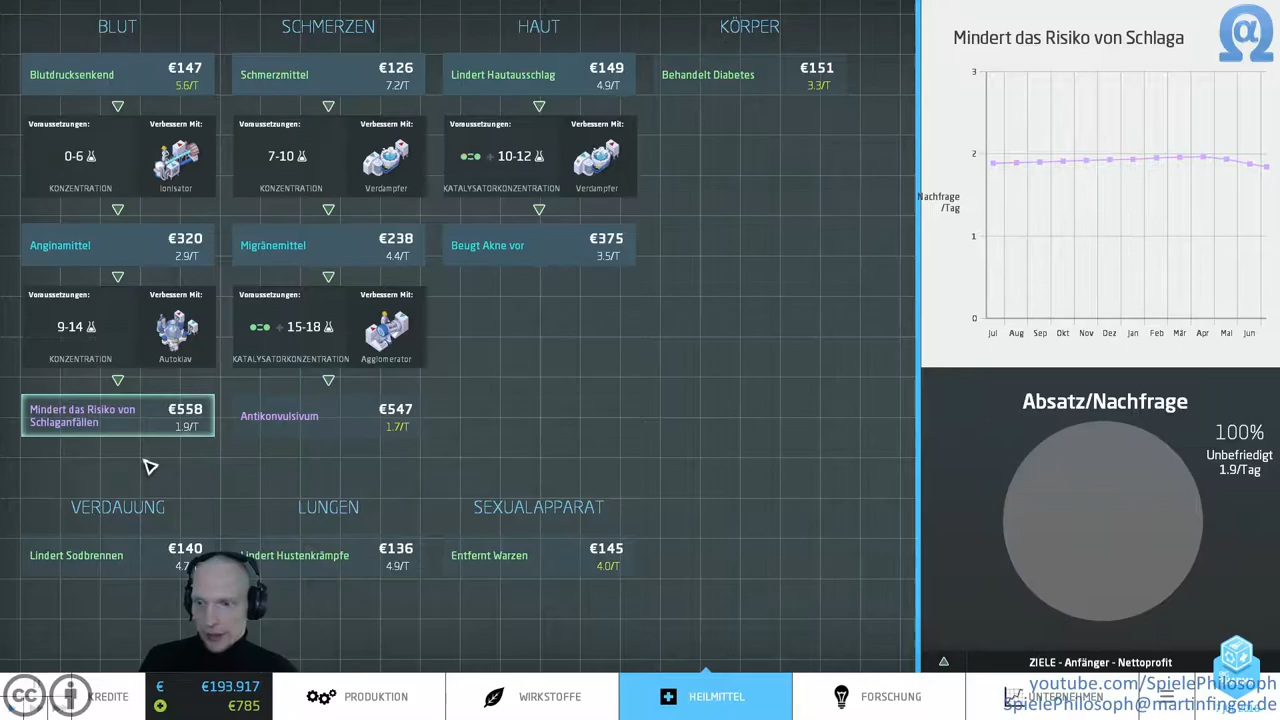 BLUT
SCHMERZEN
HAUT
KÖRPER
Blutdrucksenkend
€147
5.6/T
Schmerzmittel
€126
7.2/T
Lindert Hautausschlag
€149
4.9/T
Behandelt Diabetes
€151
3.3/T
Voraussetzungen:
Verbessern Mit:
0-6
KONZENTRATION
Ionisator
Voraussetzungen:
Verbessern Mit:
7-10
KONZENTRATION
Verdampfer
Voraussetzungen:
Verbessern Mit:
+ 10-12
KATALYSATORKONZENTRATION
Verdampfer
Anginamittel
€320
2.9/T
Migränemittel
€238
4.4/T
Beugt Akne vor
€375
3.5/T
Voraussetzungen:
Verbessern Mit:
9-14
KONZENTRATION
Autoklav
Voraussetzungen:
Verbessern Mit:
+ 15-18
KATALYSATORKONZENTRATION
Agglomerator
Mindert das Risiko von
Schlaganfällen
€558
1.9/T
Antikonvulsivum
€547
1.7/T
VERDAUUNG
LUNGEN
SEXUALAPPARAT
Lindert Sodbrennen
€140
4.7
Lindert Hustenkrämpfe
€136
4.9/T
Entfernt Warzen
€145
4.0/T
Mindert das Risiko von Schlaga
3
2
1
0
Nachfrage
/Tag
Jul Aug Sep Okt Nov Dez Jan Feb Mär Apr Mai Jun
Absatz/Nachfrage
100%
Unbefriedigt
1.9/Tag
ZIELE - Anfänger - Nettoprofit
cc
KREDITE
€
€193.917
€785
PRODUKTION
WIRKSTOFFE
HEILMITTEL
FORSCHUNG
UNTERNEHMEN
youtube.com/SpielePhilosoph
SpielePhilosoph@martinfinger.de